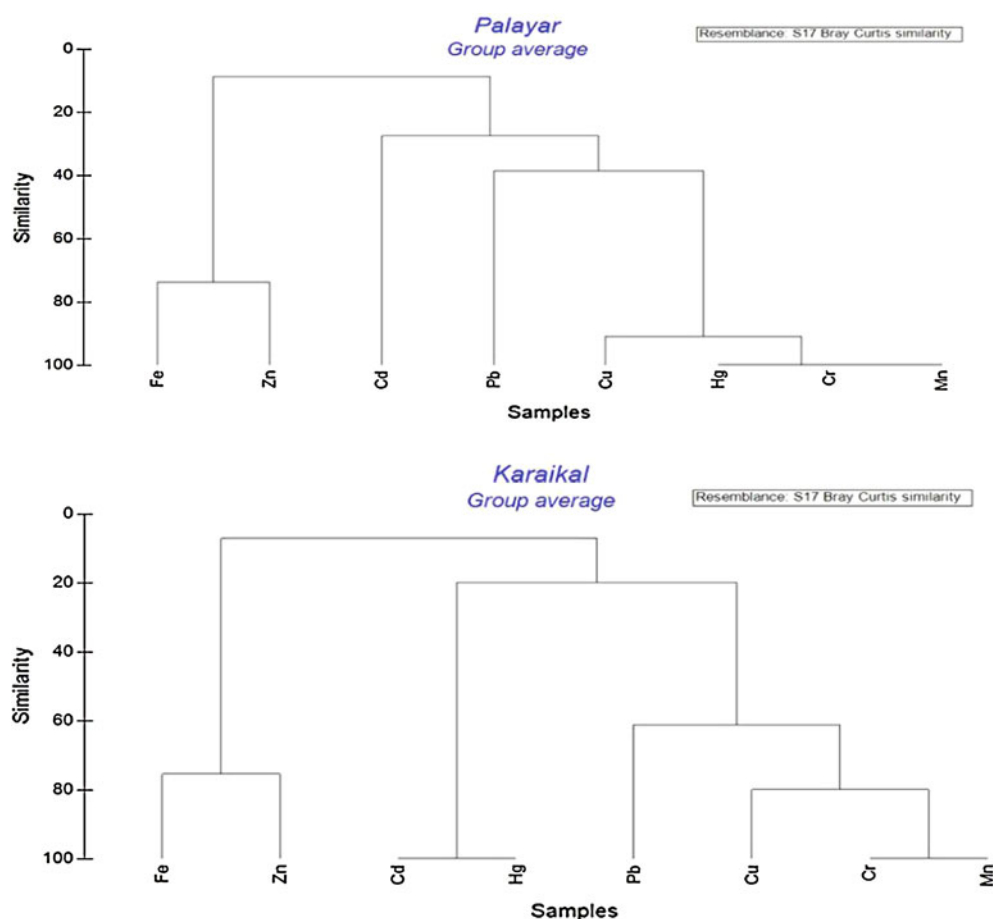 Palayar
Group average
Resemblance: S17 Bray Curtis similarity
0
20
40
60
80
100
Similarity
Fe
Zn
Cd
Pb
Cu
Hg
Cr
Mn
Samples
Karaikal
Group average
Resemblance: S17 Bray Curtis similarity
0
20
40
60
80
100
Similarity
Fe
Zn
Cd
Hg
Pb
Cu
Cr
Mn
Samples